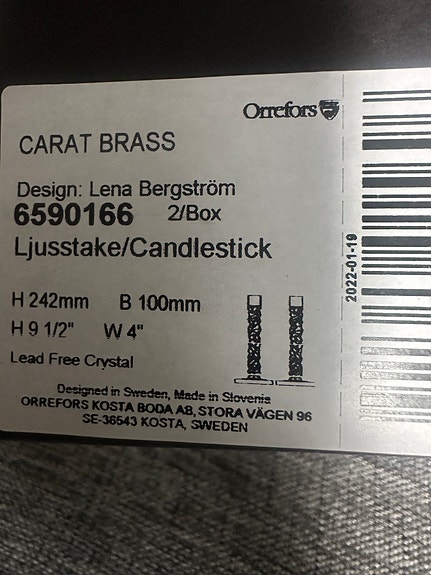 Orrefors
CARAT BRASS
Design: Lena Bergström
6590166 2/Box
Ljusstake/Candlestick
H 242mm B 100mm
H 9 1/2" W 4"
Lead Free Crystal
Designed in Sweden, Made in Slovenia
ORREFORS KOSTA BODA AB, STORA VÄGEN 96
SE-36543 KOSTA, SWEDEN
2022-01-19